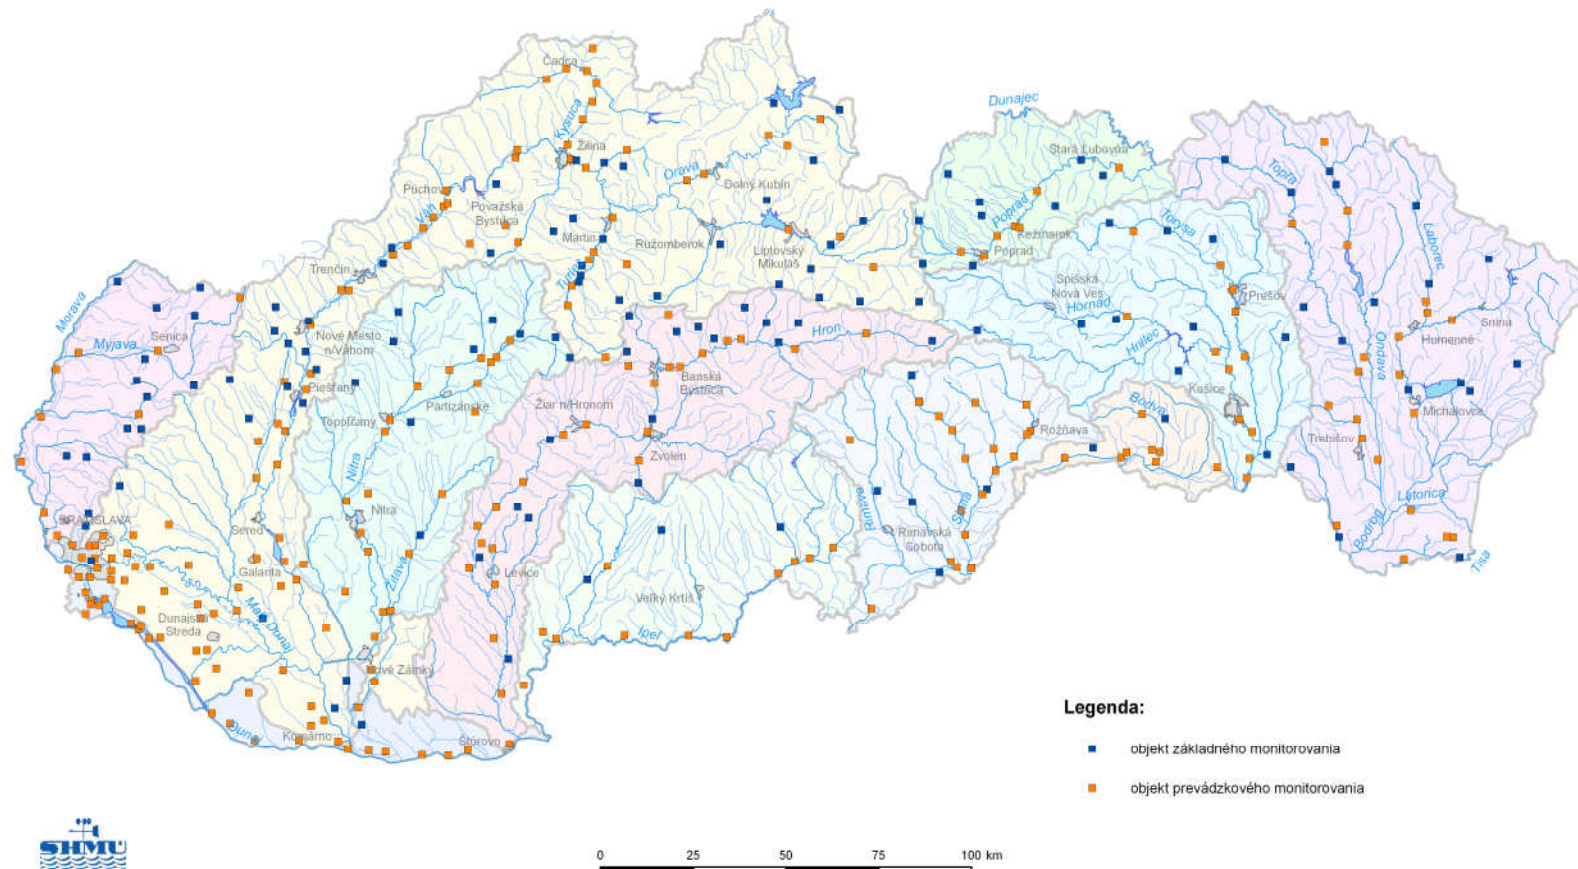 Dunajec
Čadca
Kysuca
Žilina
Stará Ľubovňa
Orava
Topľa
Dolný Kubín
Púchov
Poprad
Laborec
Považská
Bystrica
Váh
Martin
Ružomberok
Kežmarok
Torysa
Liptovský
Mikuláš
Poprad
Turiec
Trenčín
Spišská
Nová Ves
Prešov
Morava
Hornád
Ondava
Snina
Senica
Nové Mesto
n/Váhom
Hron
Hnilec
Humenné
Myjava
Piešťany
Banská
Bystrica
Košice
Partizánske
Žiar n/Hronom
Bodva
Michalovce
Topoľčany
Rožňava
Trebišov
Zvolen
Nitra
Rimava
Slaná
Latorica
Nitra
BRATISLAVA
Sereď
Rimavská
Sobota
Bodrog
Tisa
Galanta
Žitava
Levice
Veľký Krtíš
Malý Dunaj
Dunajská
Streda
Ipeľ
Nové Zámky
Dunaj
Komárno
Štúrovo
Legenda:
objekt základného monitorovania
objekt prevádzkového monitorovania
SHMÚ
0 25 50 75 100 km